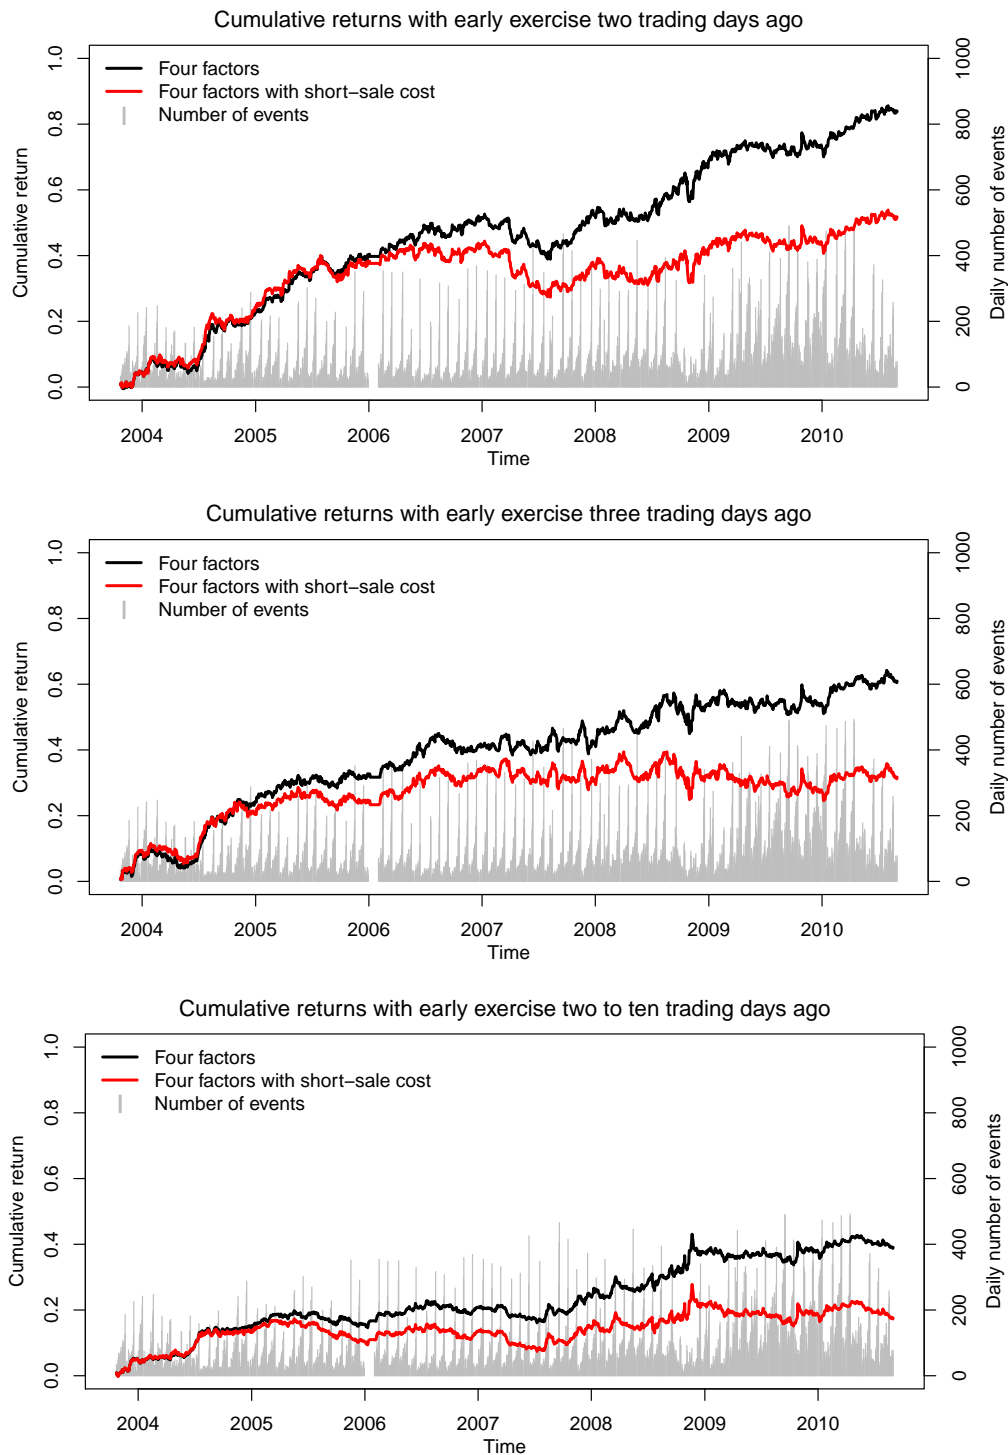 Cumulative returns with early exercise two trading days ago
Four factors
Four factors with short−sale cost
Number of events
Cumulative return
0.0 0.2 0.4 0.6 0.8 1.0
Daily number of events
0 200 400 600 800 1000
2004 2005 2006 2007 2008 2009 2010
Time
Cumulative returns with early exercise three trading days ago
Four factors
Four factors with short−sale cost
Number of events
Cumulative return
0.0 0.2 0.4 0.6 0.8 1.0
Daily number of events
0 200 400 600 800 1000
2004 2005 2006 2007 2008 2009 2010
Time
Cumulative returns with early exercise two to ten trading days ago
Four factors
Four factors with short−sale cost
Number of events
Cumulative return
0.0 0.2 0.4 0.6 0.8 1.0
Daily number of events
0 200 400 600 800 1000
2004 2005 2006 2007 2008 2009 2010
Time